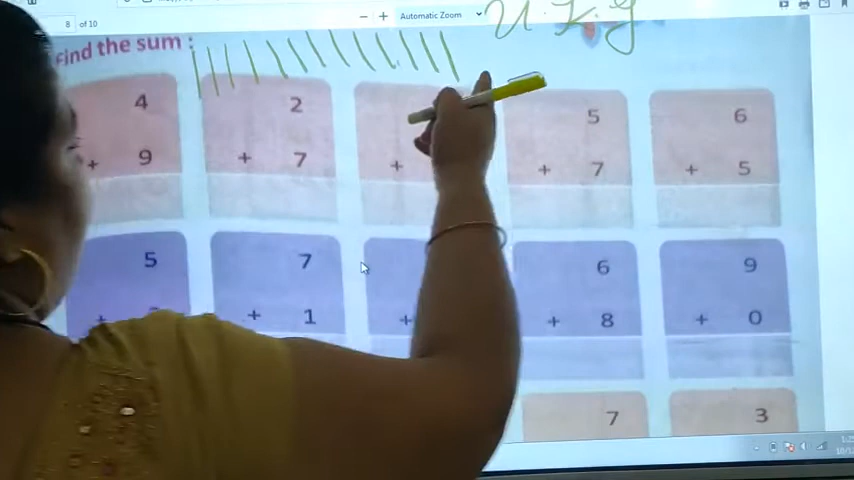 8 of 10
− + Automatic Zoom
U.K.G
Find the sum :
4 2 5 6
+ 9 + 7 + + 7 + 5
5 7 6 9
+ + 1 + + 8 + 0
7 3